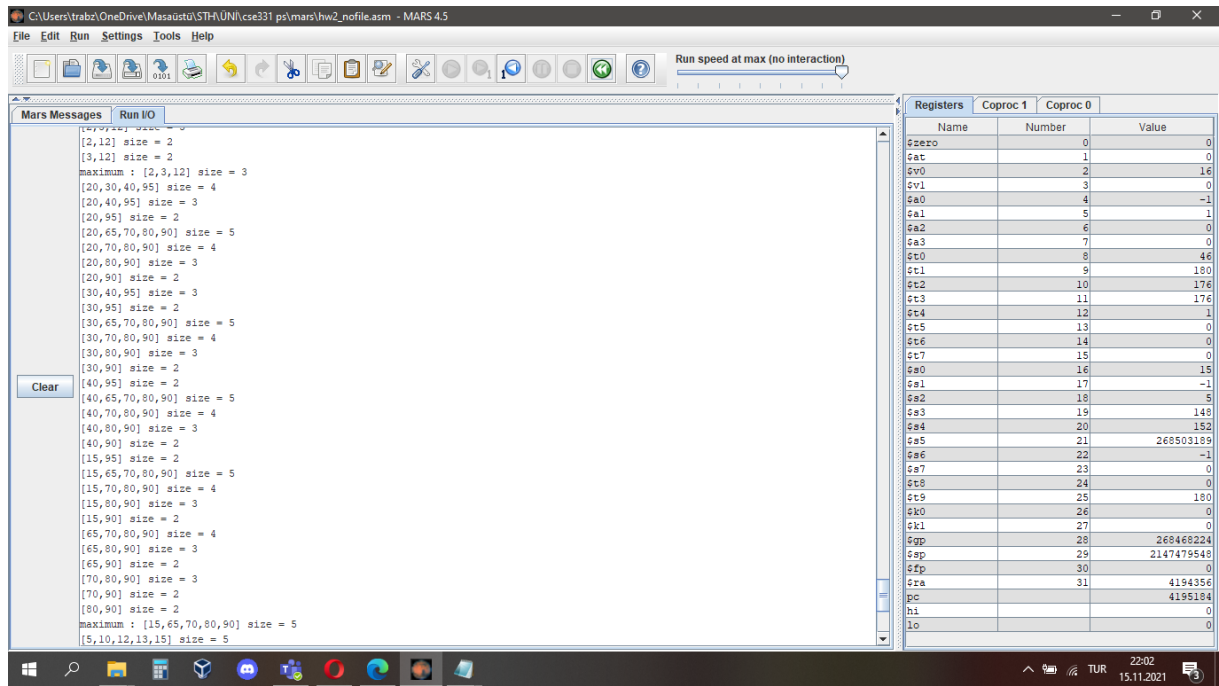 C:\Users\trabz\OneDrive\Masaüstü\STH\ÜNİ\cse331 ps\mars\hw2_nofile.asm - MARS 4.5
File Edit Run Settings Tools Help
Run speed at max (no interaction)
Mars Messages Run I/O
[2,3,12] size = 3
[2,12] size = 2
[3,12] size = 2
maximum : [2,3,12] size = 3
[20,30,40,95] size = 4
[20,40,95] size = 3
[20,95] size = 2
[20,65,70,80,90] size = 5
[20,70,80,90] size = 4
[20,80,90] size = 3
[20,90] size = 2
[30,40,95] size = 3
[30,95] size = 2
[30,65,70,80,90] size = 5
[30,70,80,90] size = 4
[30,80,90] size = 3
[30,90] size = 2
[40,95] size = 2
[40,65,70,80,90] size = 5
[40,70,80,90] size = 4
[40,80,90] size = 3
[40,90] size = 2
[15,95] size = 2
[15,65,70,80,90] size = 5
[15,70,80,90] size = 4
[15,80,90] size = 3
[15,90] size = 2
[65,70,80,90] size = 4
[65,80,90] size = 3
[65,90] size = 2
[70,80,90] size = 3
[70,90] size = 2
[80,90] size = 2
maximum : [15,65,70,80,90] size = 5
[5,10,12,13,15] size = 5
Clear
Registers Coproc 1 Coproc 0
Name Number Value
$zero 0 0
$at 1 0
$v0 2 16
$v1 3 0
$a0 4 -1
$a1 5 1
$a2 6 0
$a3 7 0
$t0 8 46
$t1 9 180
$t2 10 176
$t3 11 176
$t4 12 1
$t5 13 0
$t6 14 0
$t7 15 0
$s0 16 15
$s1 17 -1
$s2 18 5
$s3 19 148
$s4 20 152
$s5 21 268503189
$s6 22 -1
$s7 23 0
$t8 24 0
$t9 25 180
$k0 26 0
$k1 27 0
$gp 28 268468224
$sp 29 2147479548
$fp 30 0
$ra 31 4194356
pc 4195184
hi 0
lo 0
TUR
22:02
15.11.2021
3